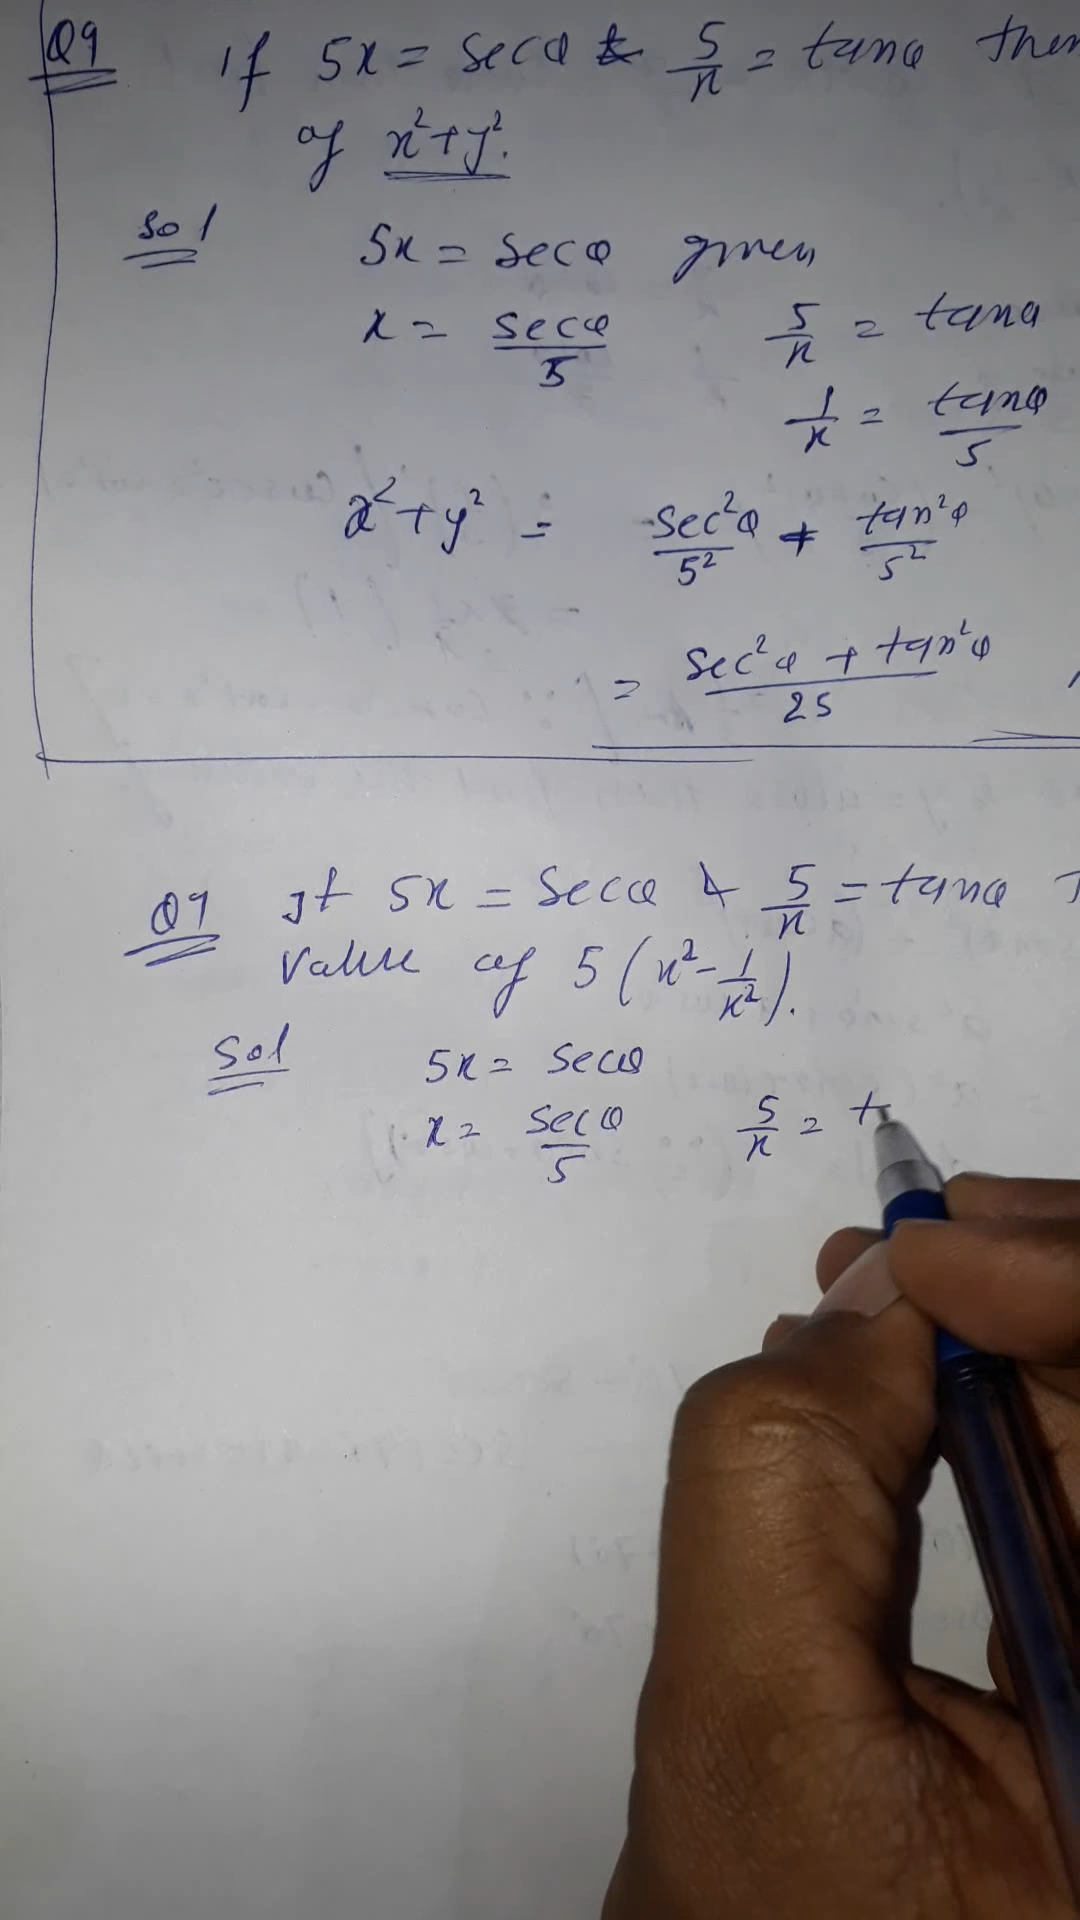 Q9 If 5x = secθ & 5/x = tanθ then
of x²+y².
Sol 5x = secθ given
x = secθ/5 5/x = tanθ
1/x = tanθ/5
x²+y² = sec²θ/5² + tan²θ/5²
= sec²θ + tan²θ/25
Q9 If 5x = secθ & 5/x = tanθ
Value of 5(x²-1/x²).
Sol 5x = secθ
x = secθ/5 5/x = t